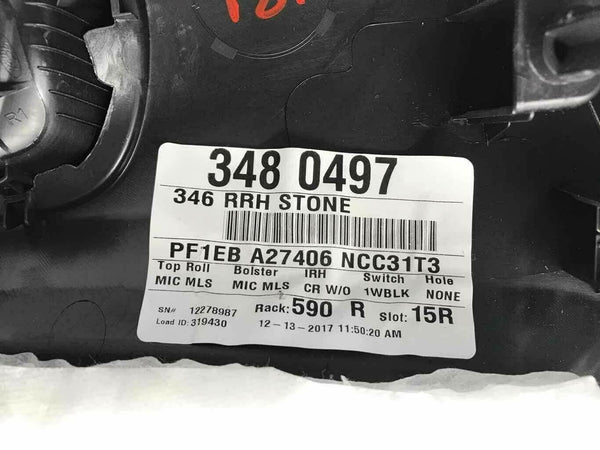 R1
348 0497
346 RRH STONE
PF1EB A27406 NCC31T3
Top Roll Bolster IRH Switch Hole
MIC MLS MIC MLS CR W/O 1WBLK NONE
SN# 12278987 Rack: 590 R Slot: 15R
Load ID: 319430 12-13-2017 11:50:20 AM